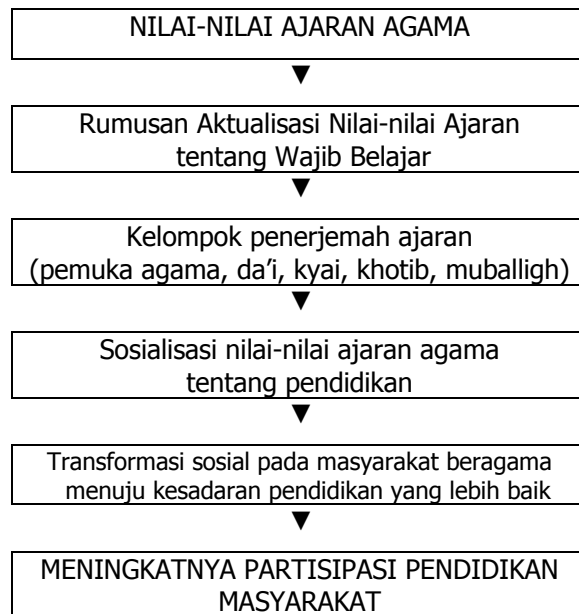 NILAI-NILAI AJARAN AGAMA
Rumusan Aktualisasi Nilai-nilai Ajaran
tentang Wajib Belajar
Kelompok penerjemah ajaran
(pemuka agama, da’i, kyai, khotib, muballigh)
Sosialisasi nilai-nilai ajaran agama
tentang pendidikan
Transformasi sosial pada masyarakat beragama
menuju kesadaran pendidikan yang lebih baik
MENINGKATNYA PARTISIPASI PENDIDIKAN
MASYARAKAT